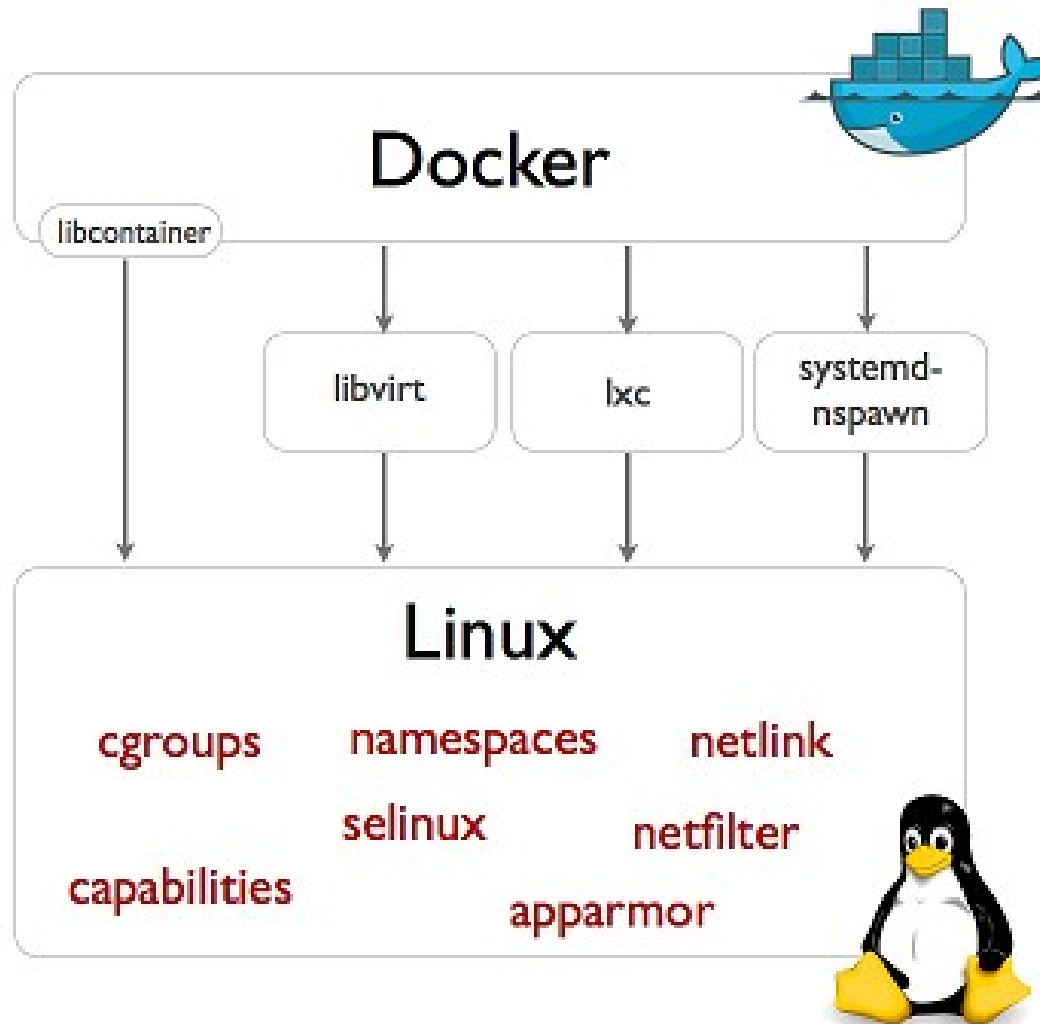 Docker
libcontainer
libvirt
lxc
systemd-
nspawn
Linux
cgroups
namespaces
netlink
selinux
netfilter
capabilities
apparmor